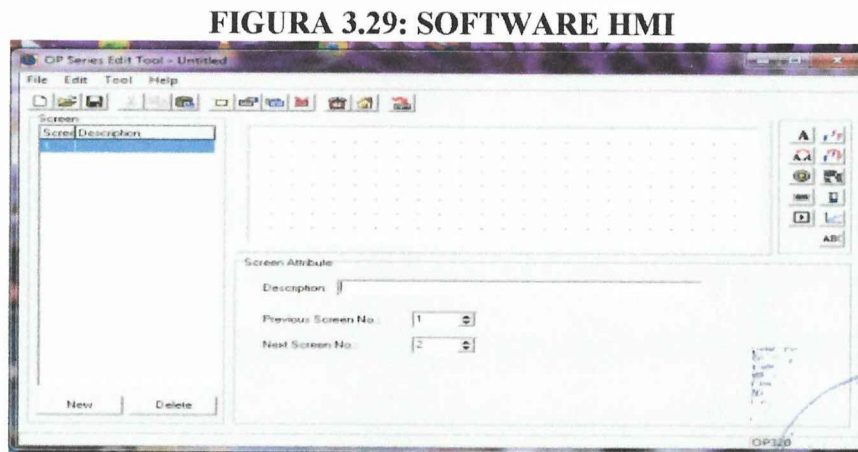 FIGURA 3.29: SOFTWARE HMI
OP Series Edit Tool - Untitled
File Edit Tool Help
Screen
Scree Description
1
A
A.A
ABC
Screen Attribute
Description
Previous Screen No.: 1
Next Screen No.: 2
New Delete
OP320